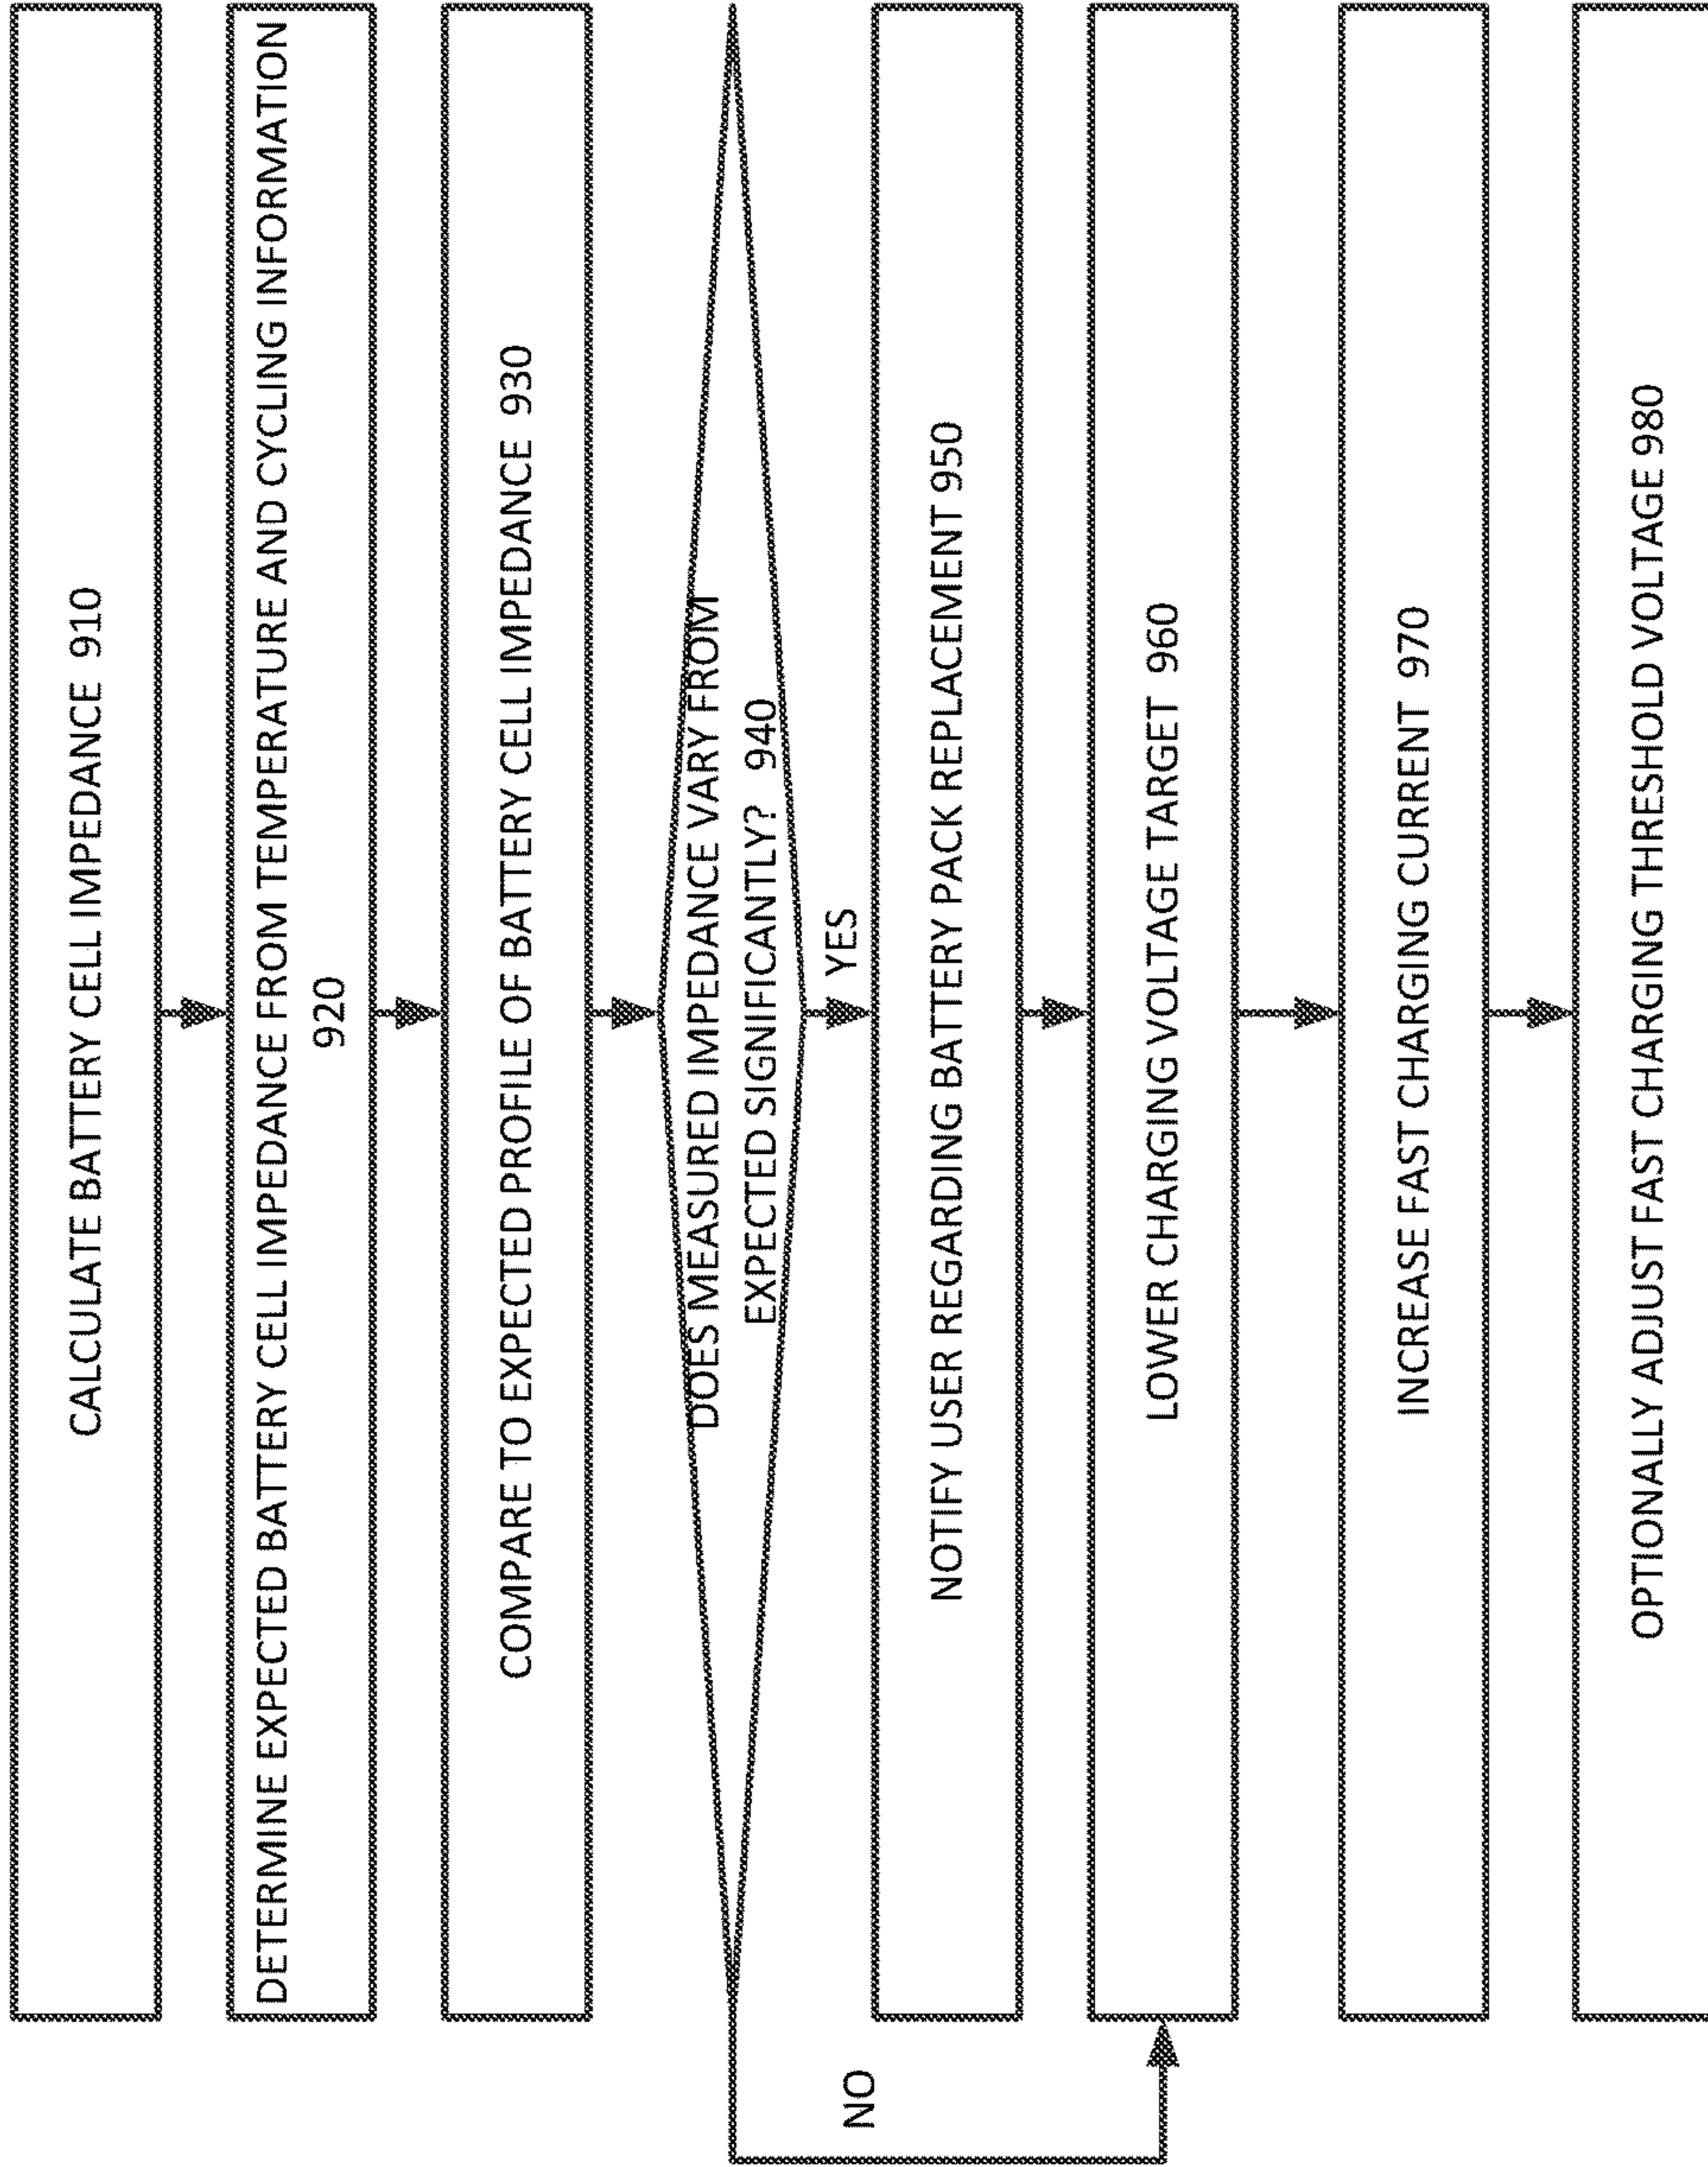 CALCULATE BATTERY CELL IMPEDANCE 910
DETERMINE EXPECTED BATTERY CELL IMPEDANCE FROM TEMPERATURE AND CYCLING INFORMATION
920
COMPARE TO EXPECTED PROFILE OF BATTERY CELL IMPEDANCE 930
DOES MEASURED IMPEDANCE VARY FROM
EXPECTED SIGNIFICANTLY? 940
YES
NO
NOTIFY USER REGARDING BATTERY PACK REPLACEMENT 950
LOWER CHARGING VOLTAGE TARGET 960
INCREASE FAST CHARGING CURRENT 970
OPTIONALLY ADJUST FAST CHARGING THRESHOLD VOLTAGE 980